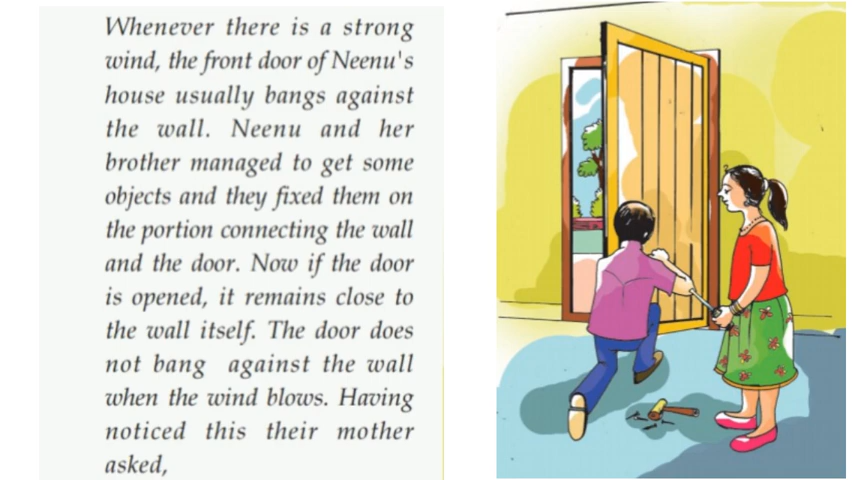 Whenever there is a strong
wind, the front door of Neenu's
house usually bangs against
the wall. Neenu and her
brother managed to get some
objects and they fixed them on
the portion connecting the wall
and the door. Now if the door
is opened, it remains close to
the wall itself. The door does
not bang against the wall
when the wind blows. Having
noticed this their mother
asked,